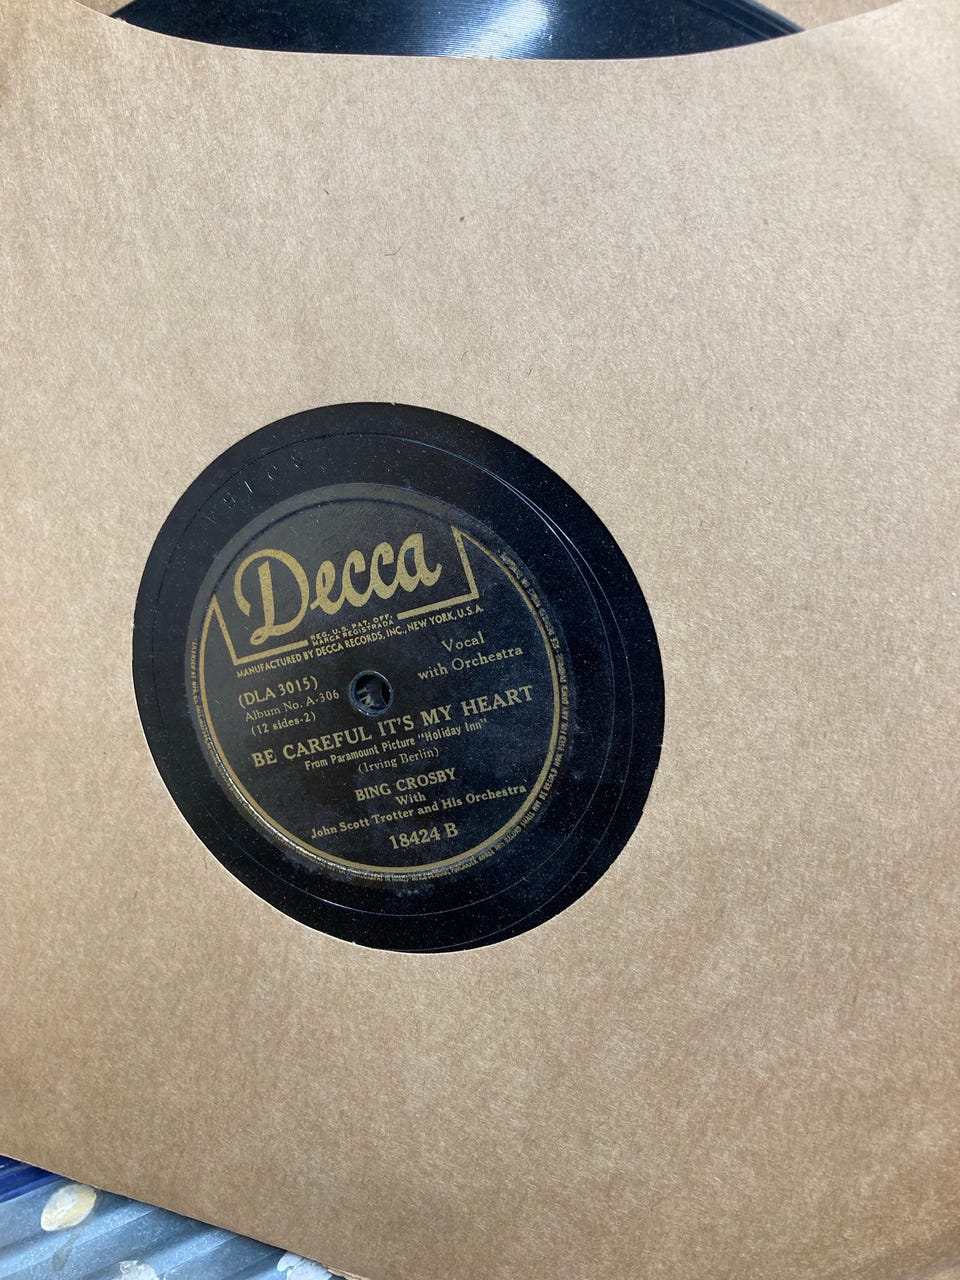 Decca
REG. U.S. PAT. OFF.
MARCA REGISTRADA
MANUFACTURED BY DECCA RECORDS, INC., NEW YORK, U.S.A.
Vocal
with Orchestra
(DLA 3015)
Album No. A-306
(12 sides-2)
BE CAREFUL IT'S MY HEART
From Paramount Picture "Holiday Inn"
(Irving Berlin)
BING CROSBY
With
John Scott Trotter and His Orchestra
18424 B